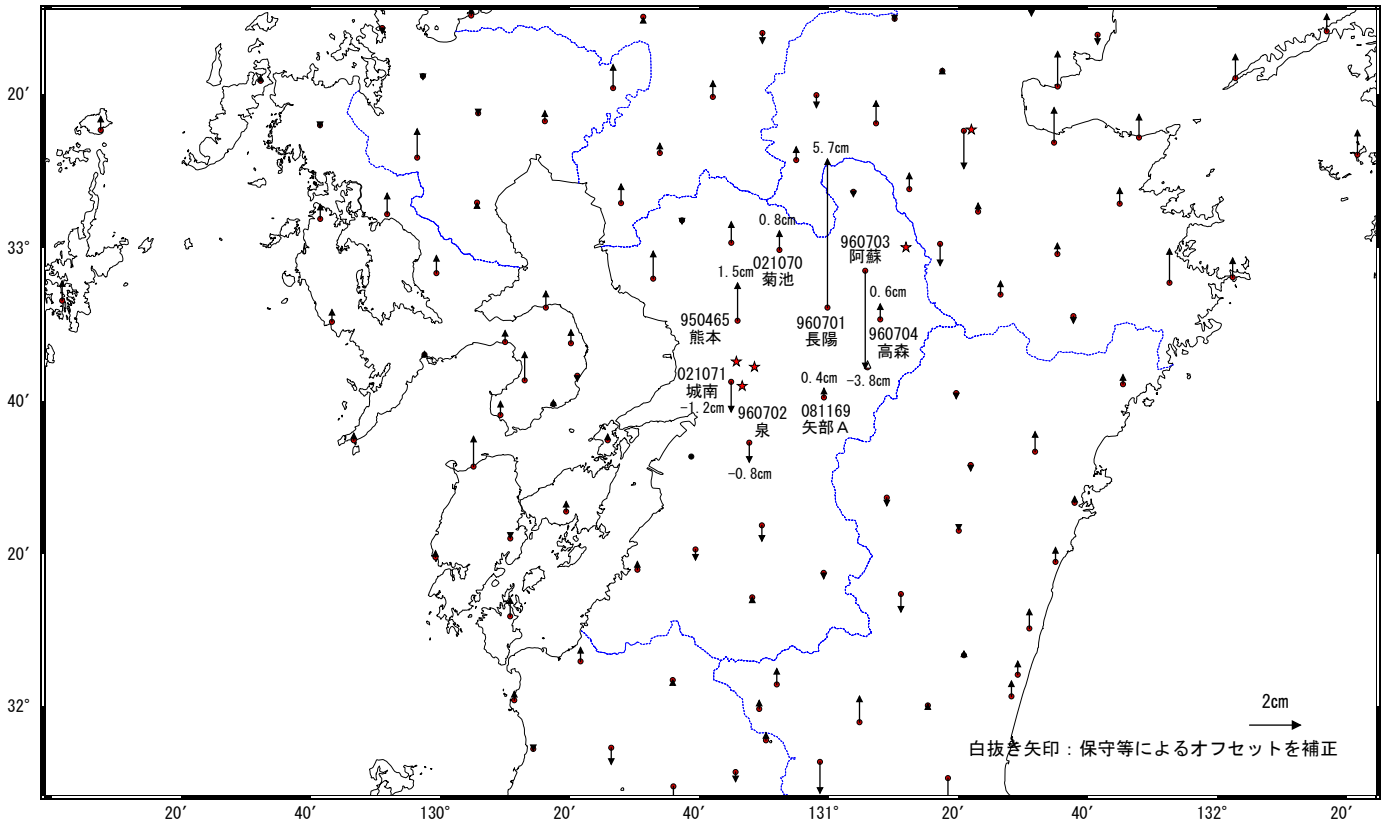 5.7cm
20′
0.8cm
960703
阿蘇
33°
021070
菊池
1.5cm
0.6cm
950465
熊本
960701
長陽
960704
高森
021071
城南
-1.2cm
0.4cm
-3.8cm
40′
960702
泉
081169
矢部A
-0.8cm
20′
32°
2cm
白抜き矢印：保守等によるオフセットを補正
20′
40′
130°
20′
40′
131°
20′
40′
132°
20′